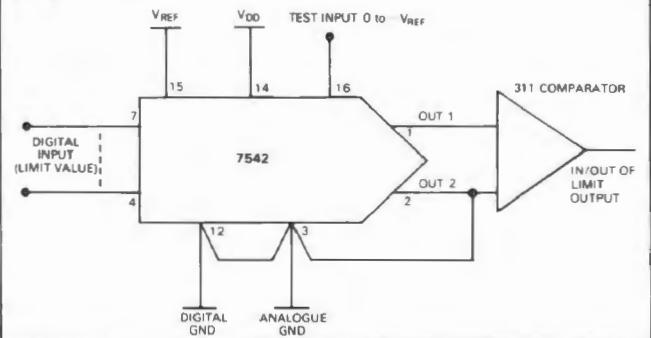 VREF
VDD
TEST INPUT 0 to VREF
15
14
16
311 COMPARATOR
7
OUT 1
1
DIGITAL
INPUT
(LIMIT VALUE)
7542
IN/OUT OF
LIMIT
OUTPUT
4
OUT 2
2
12
3
DIGITAL
GND
ANALOGUE
GND